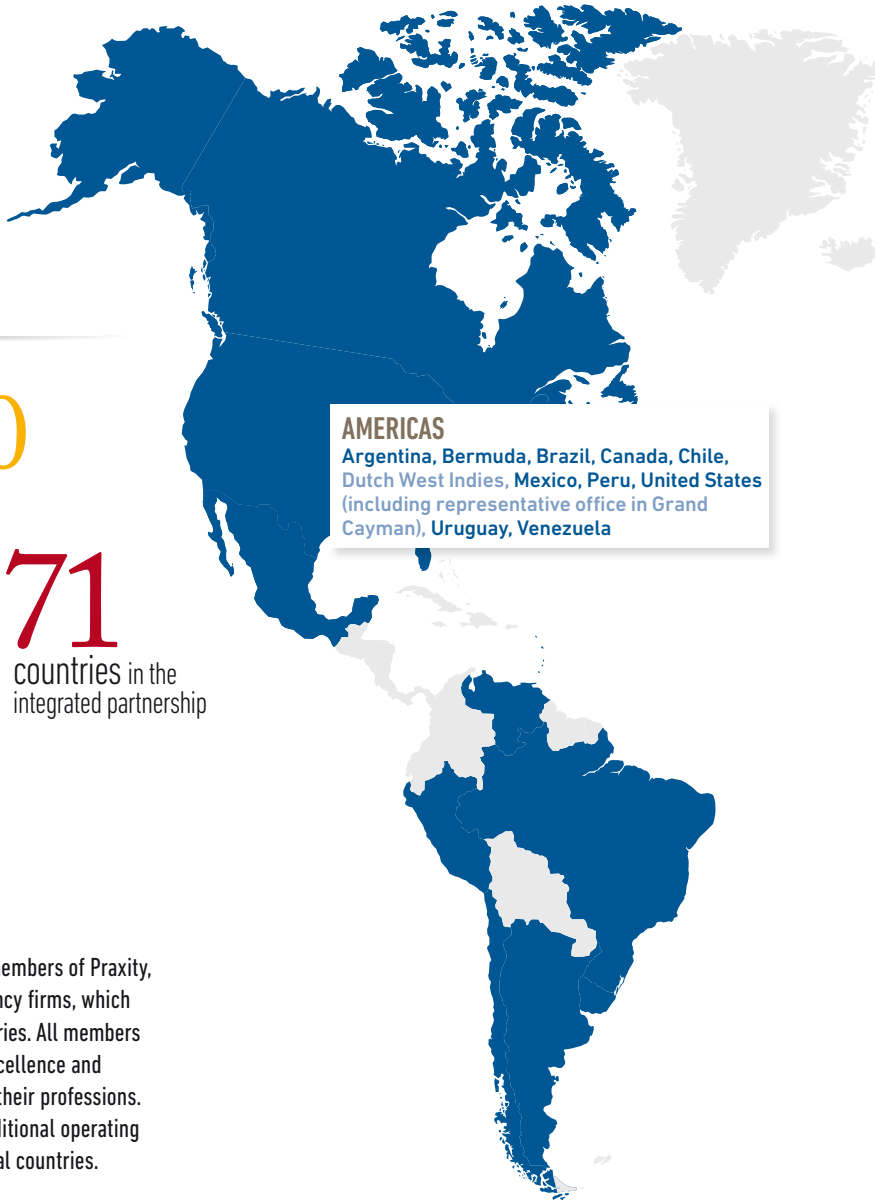 0
AMERICAS
Argentina, Bermuda, Brazil, Canada, Chile,
Dutch West Indies, Mexico, Peru, United States
(including representative office in Grand
Cayman), Uruguay, Venezuela
71
countries in the
integrated partnership
embers of Praxity,
ncy firms, which
ries. All members
cellence and
their professions.
ditional operating
al countries.